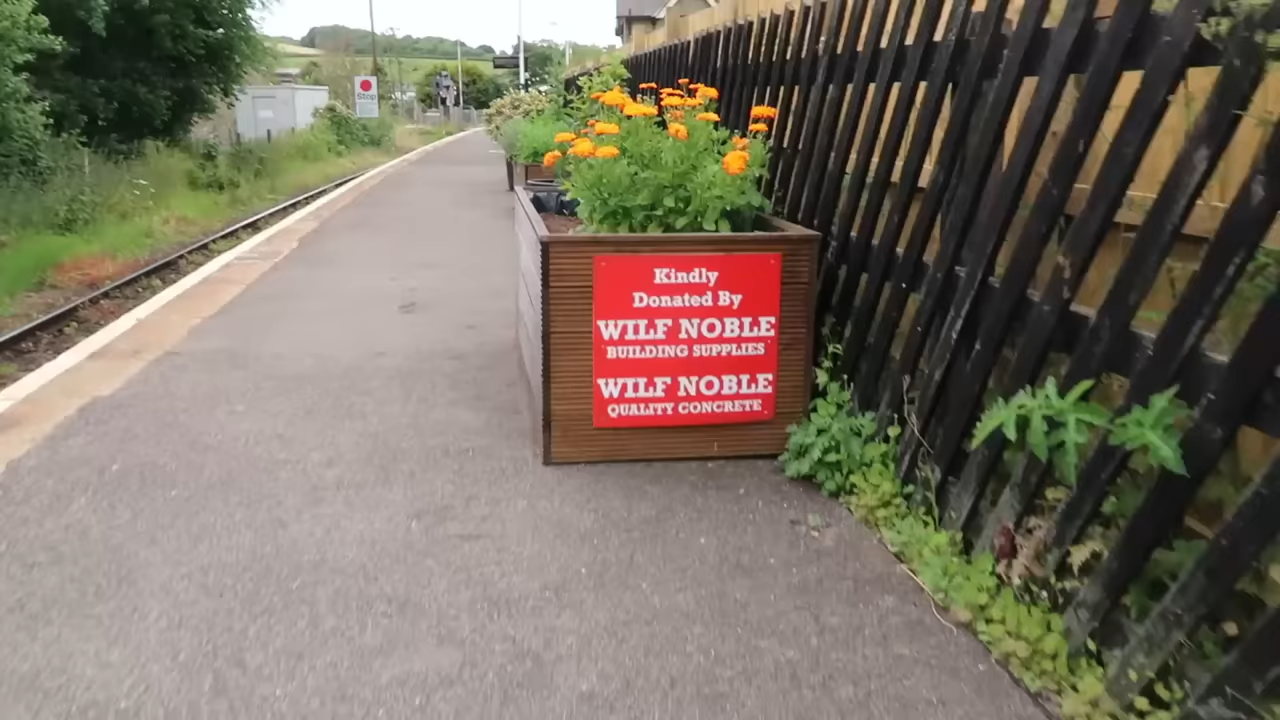 Stop
Kindly
Donated By
WILF NOBLE
BUILDING SUPPLIES
WILF NOBLE
QUALITY CONCRETE